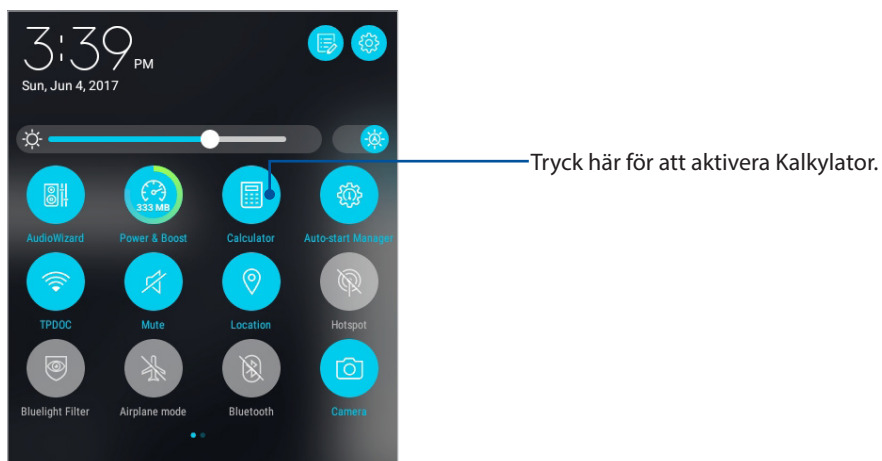 3:39 PM
Sun, Jun 4, 2017
Tryck här för att aktivera Kalkylator.
333 MB
AudioWizard Power & Boost Calculator Auto-start Manager
TPDOC Mute Location Hotspot
Bluelight Filter Airplane mode Bluetooth Camera